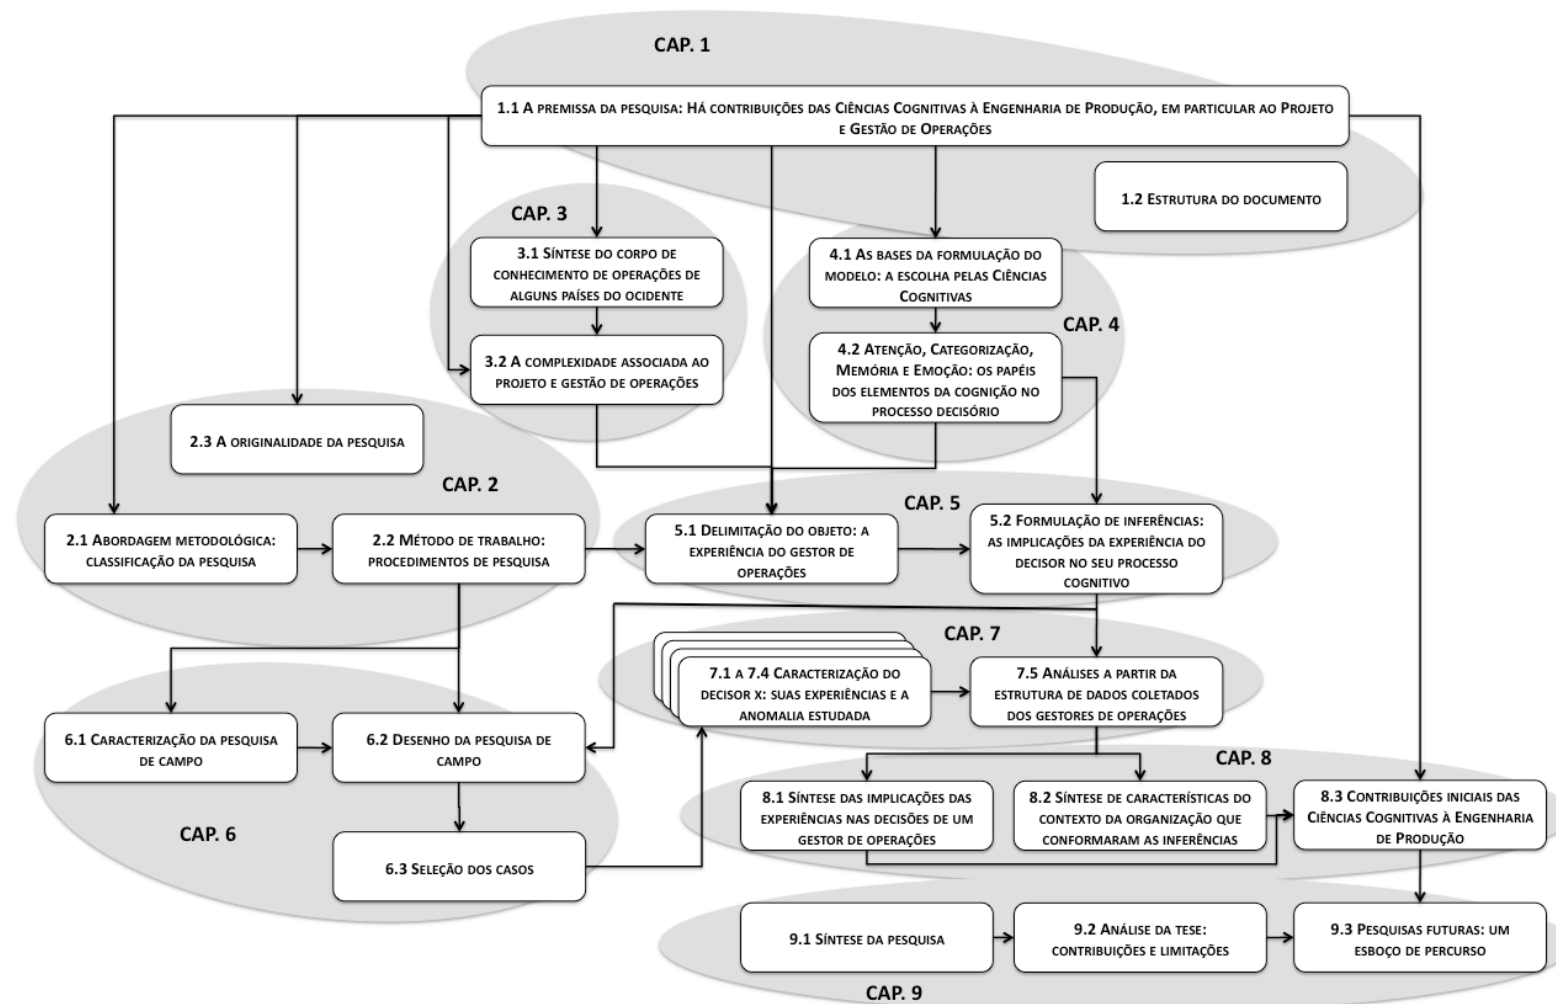 CAP. 1
1.1 A premissa da pesquisa: Há contribuições das Ciências Cognitivas à Engenharia de Produção, em particular ao Projeto
e Gestão de Operações
1.2 Estrutura do documento
CAP. 3
3.1 Síntese do corpo de
conhecimento de operações de
alguns países do ocidente
3.2 A complexidade associada ao
projeto e gestão de operações
4.1 As bases da formulação do
modelo: a escolha pelas Ciências
Cognitivas
CAP. 4
4.2 Atenção, Categorização,
Memória e Emoção: os papéis
dos elementos da cognição no
processo decisório
2.3 A originalidade da pesquisa
CAP. 2
2.1 Abordagem metodológica:
classificação da pesquisa
2.2 Método de trabalho:
procedimentos de pesquisa
CAP. 5
5.1 Delimitação do objeto: a
experiência do gestor de
operações
5.2 Formulação de inferências:
as implicações da experiência do
decisor no seu processo
cognitivo
CAP. 7
7.1 a 7.4 Caracterização do
decisor x: suas experiências e a
anomalia estudada
7.5 Análises a partir da
estrutura de dados coletados
dos gestores de operações
6.1 Caracterização da pesquisa
de campo
6.2 Desenho da pesquisa de
campo
CAP. 6
6.3 Seleção dos casos
CAP. 8
8.1 Síntese das implicações das
experiências nas decisões de um
gestor de operações
8.2 Síntese de características do
contexto da organização que
conformaram as inferências
8.3 Contribuições iniciais das
Ciências Cognitivas à Engenharia
de Produção
9.1 Síntese da pesquisa
9.2 Análise da tese:
contribuições e limitações
9.3 Pesquisas futuras: um
esboço de percurso
CAP. 9